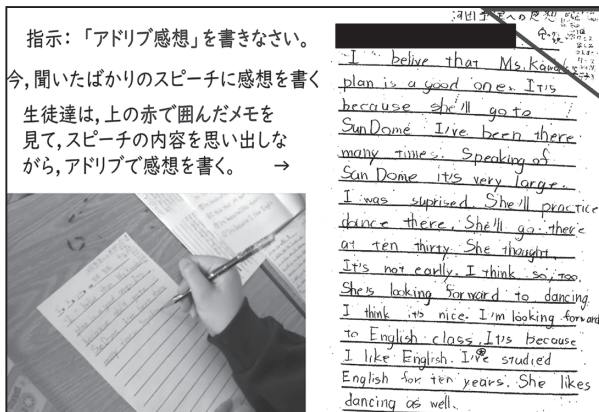 指示：「アドリブ感想」を書きなさい。
今,聞いたばかりのスピーチに感想を書く
生徒達は,上の赤で囲んだメモを
見て,スピーチの内容を思い出しな
がら,アドリブで感想を書く。 →
への感想
I belive that Ms. Kawa
plan is a good one. It's
because she'll go to
SunDome I've been there
many times. Speaking of
San Dome it's very large.
I was suprised. She'll practice
dance there. She'll go there
at ten thirty. She thought
It's not earlly. I think so, too.
She's looking forward to dancing
I think it's nice. I'm looking forward
to English class. It's because
I like English. I've studied
English for ten years. She likes
dancing as well.